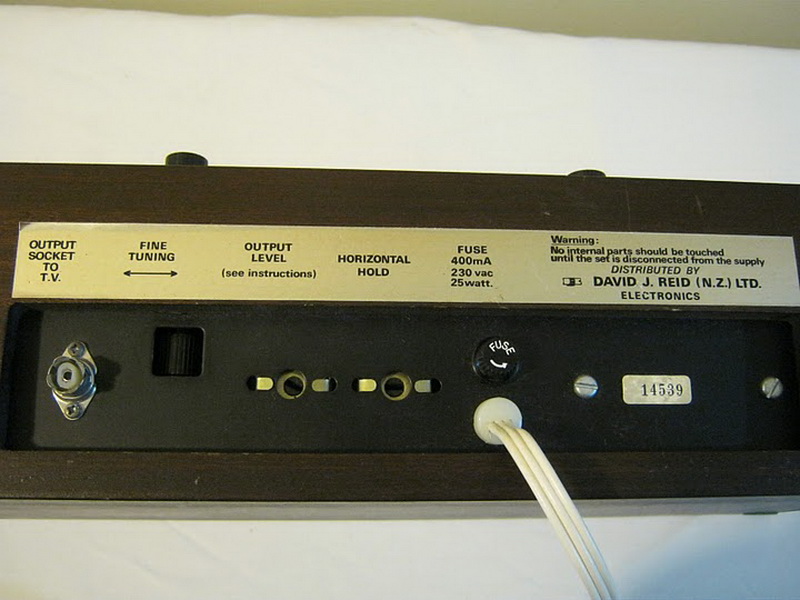 OUTPUT
SOCKET
TO
T.V.
FINE
TUNING
OUTPUT
LEVEL
(see instructions)
HORIZONTAL
HOLD
FUSE
400mA
230 vac
25watt.
Warning:
No internal parts should be touched
until the set is disconnected from the supply
DISTRIBUTED BY
DAVID J. REID (N.Z.) LTD.
ELECTRONICS
FUSE
14539